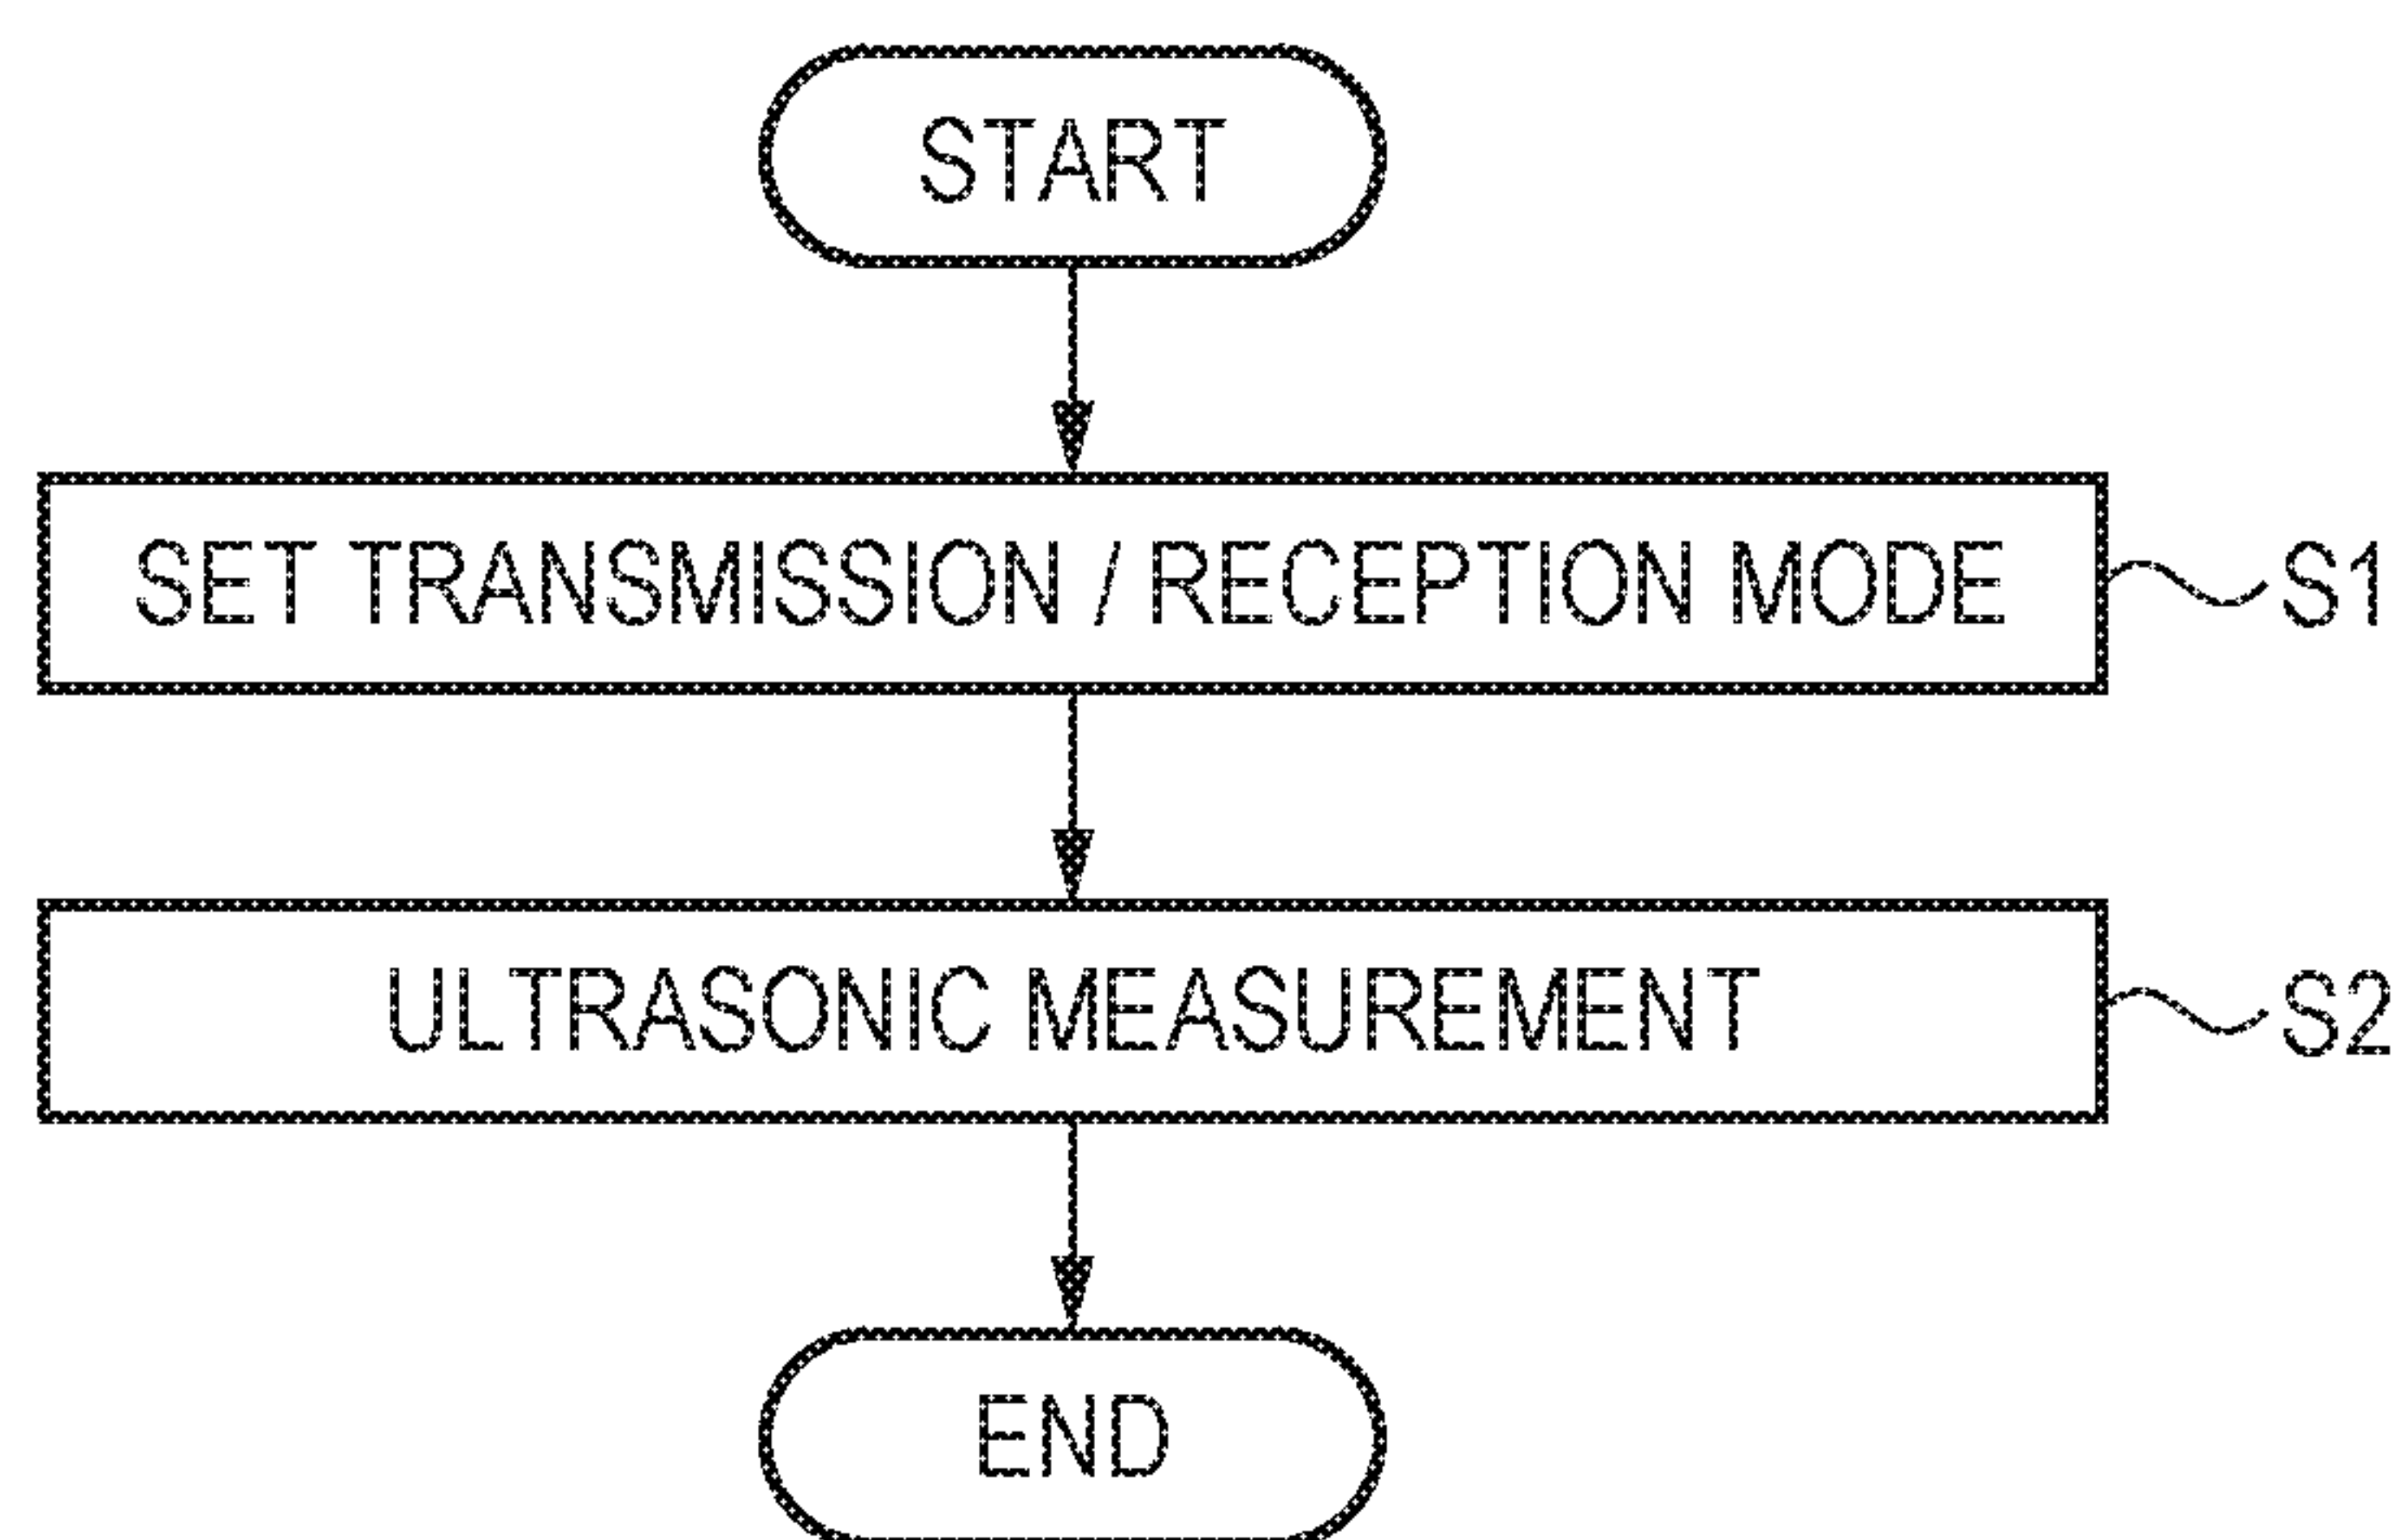 START
SET TRANSMISSION / RECEPTION MODE
S1
ULTRASONIC MEASUREMENT
S2
END